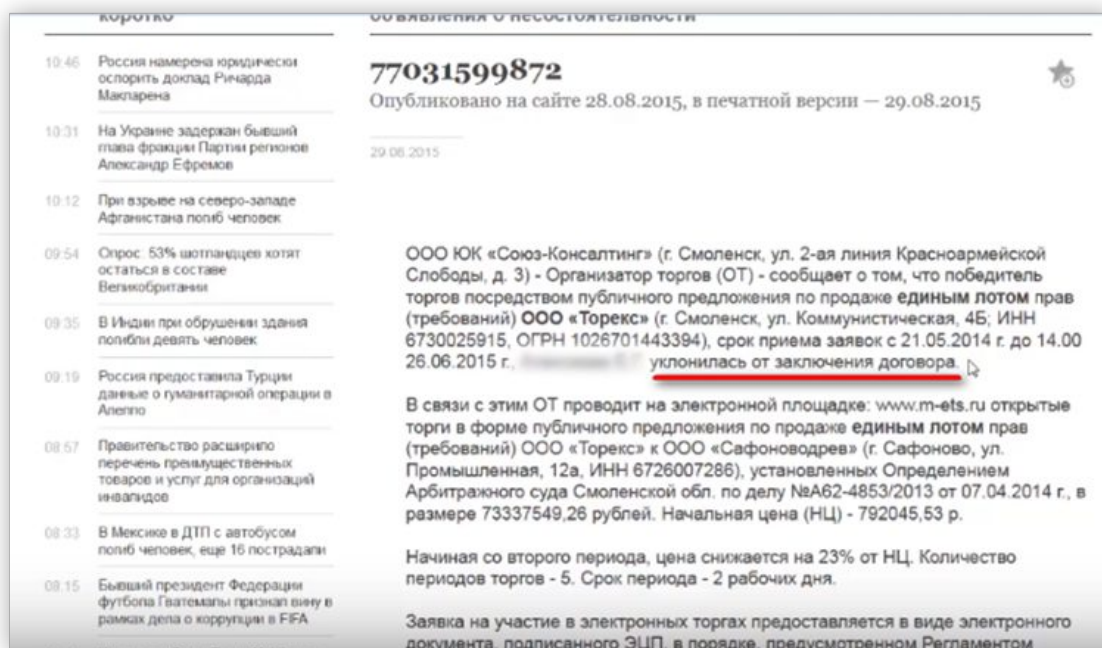 коротко
10:46 Россия намерена юридически
оспорить доклад Ричарда
Макларена
10:31 На Украине задержан бывший
глава фракции Партии регионов
Александр Ефремов
10:12 При взрыве на северо-западе
Афганистана погиб человек
09:54 Опрос: 53% шотландцев хотят
остаться в составе
Великобритании
09:35 В Индии при обрушении здания
погибли девять человек
09:19 Россия предоставила Турции
данные о гуманитарной операции в
Алеппо
08:57 Правительство расширило
перечень преимущественных
товаров и услуг для организаций
инвалидов
08:33 В Мексике в ДТП с автобусом
погиб человек, еще 16 пострадали
08:15 Бывший президент Федерации
футбола Гватемалы признал вину в
рамках дела о коррупции в FIFA
объявления о несостоятельности
77031599872
Опубликовано на сайте 28.08.2015, в печатной версии — 29.08.2015
29.08.2015
ООО ЮК «Союз-Консалтинг» (г. Смоленск, ул. 2-ая линия Красноармейской
Слободы, д. 3) - Организатор торгов (ОТ) - сообщает о том, что победитель
торгов посредством публичного предложения по продаже единым лотом прав
(требований) ООО «Торекс» (г. Смоленск, ул. Коммунистическая, 4Б; ИНН
6730025915, ОГРН 1026701443394), срок приема заявок с 21.05.2014 г. до 14.00
26.06.2015 г., уклонилась от заключения договора.
В связи с этим ОТ проводит на электронной площадке: www.m-ets.ru открытые
торги в форме публичного предложения по продаже единым лотом прав
(требований) ООО «Торекс» к ООО «Сафоноводрев» (г. Сафоново, ул.
Промышленная, 12а, ИНН 6726007286), установленных Определением
Арбитражного суда Смоленской обл. по делу №А62-4853/2013 от 07.04.2014 г., в
размере 73337549,26 рублей. Начальная цена (НЦ) - 792045,53 р.
Начиная со второго периода, цена снижается на 23% от НЦ. Количество
периодов торгов - 5. Срок периода - 2 рабочих дня.
Заявка на участие в электронных торгах предоставляется в виде электронного
документа, подписанного ЭЦП, в порядке, предусмотренном Регламентом